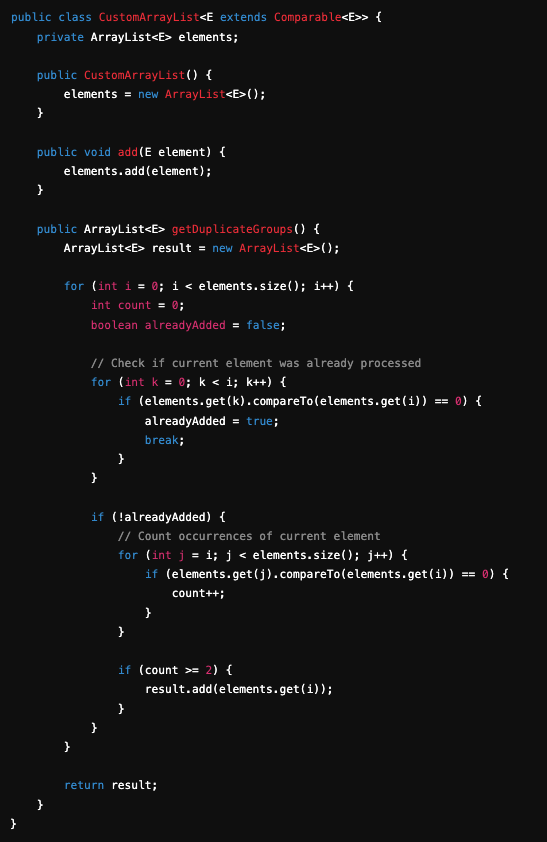 public class CustomArrayList<E extends Comparable<E>> {
    private ArrayList<E> elements;

    public CustomArrayList() {
        elements = new ArrayList<E>();
    }

    public void add(E element) {
        elements.add(element);
    }

    public ArrayList<E> getDuplicateGroups() {
        ArrayList<E> result = new ArrayList<E>();

        for (int i = 0; i < elements.size(); i++) {
            int count = 0;
            boolean alreadyAdded = false;

            // Check if current element was already processed
            for (int k = 0; k < i; k++) {
                if (elements.get(k).compareTo(elements.get(i)) == 0) {
                    alreadyAdded = true;
                    break;
                }
            }

            if (!alreadyAdded) {
                // Count occurrences of current element
                for (int j = i; j < elements.size(); j++) {
                    if (elements.get(j).compareTo(elements.get(i)) == 0) {
                        count++;
                    }
                }

                if (count >= 2) {
                    result.add(elements.get(i));
                }
            }
        }

        return result;
    }
}